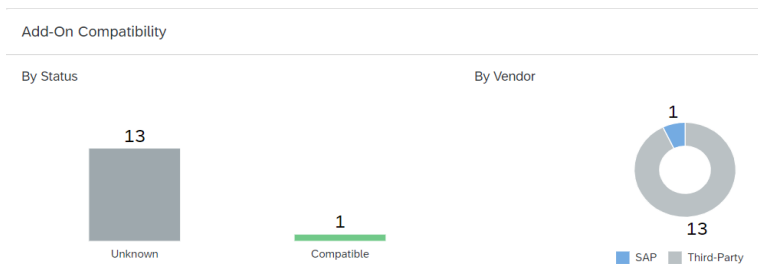 Add-On Compatibility
By Status
By Vendor
13
1
1
13
Unknown
Compatible
SAP
Third-Party